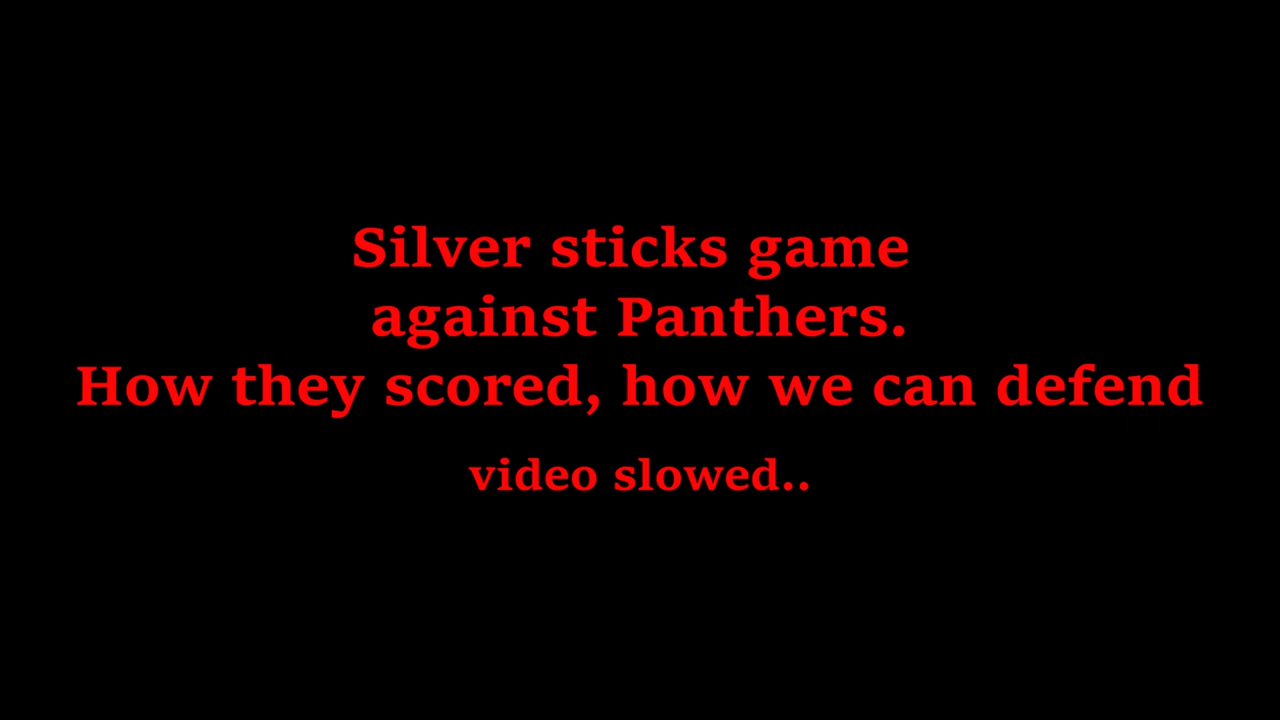 Silver sticks game
against Panthers.
How they scored, how we can defend
video slowed..